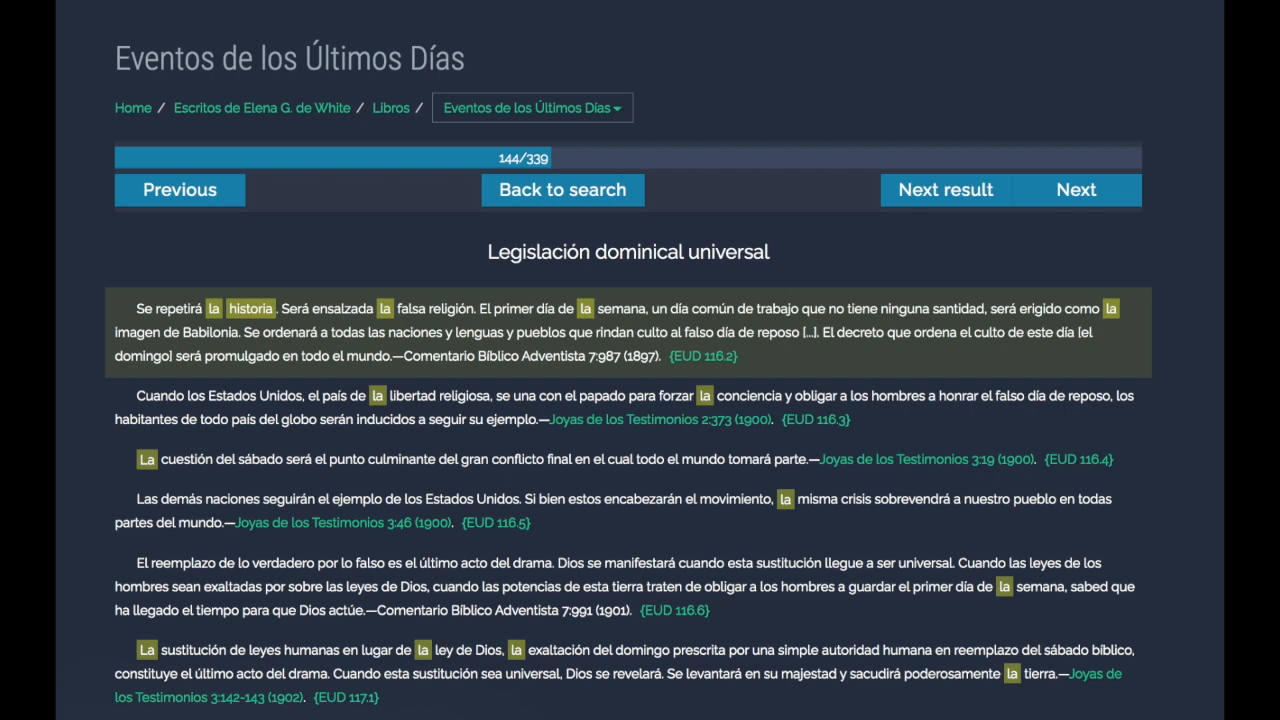 Eventos de los Últimos Días
Home / Escritos de Elena G. de White / Libros / Eventos de los Últimos Días
144/339
Previous Back to search Next result Next
Legislación dominical universal
Se repetirá la historia. Será ensalzada la falsa religión. El primer día de la semana, un día común de trabajo que no tiene ninguna santidad, será erigido como la
imagen de Babilonia. Se ordenará a todas las naciones y lenguas y pueblos que rindan culto al falso día de reposo [...]. El decreto que ordena el culto de este día [el
domingo] será promulgado en todo el mundo.—Comentario Bíblico Adventista 7:987 (1897). {EUD 116.2}
Cuando los Estados Unidos, el país de la libertad religiosa, se una con el papado para forzar la conciencia y obligar a los hombres a honrar el falso día de reposo, los
habitantes de todo país del globo serán inducidos a seguir su ejemplo.—Joyas de los Testimonios 2:373 (1900). {EUD 116.3}
La cuestión del sábado será el punto culminante del gran conflicto final en el cual todo el mundo tomará parte.—Joyas de los Testimonios 3:19 (1900). {EUD 116.4}
Las demás naciones seguirán el ejemplo de los Estados Unidos. Si bien estos encabezarán el movimiento, la misma crisis sobrevendrá a nuestro pueblo en todas
partes del mundo.—Joyas de los Testimonios 3:46 (1900). {EUD 116.5}
El reemplazo de lo verdadero por lo falso es el último acto del drama. Dios se manifestará cuando esta sustitución llegue a ser universal. Cuando las leyes de los
hombres sean exaltadas por sobre las leyes de Dios, cuando las potencias de esta tierra traten de obligar a los hombres a guardar el primer día de la semana, sabed que
ha llegado el tiempo para que Dios actúe.—Comentario Bíblico Adventista 7:991 (1901). {EUD 116.6}
La sustitución de leyes humanas en lugar de la ley de Dios, la exaltación del domingo prescrita por una simple autoridad humana en reemplazo del sábado bíblico,
constituye el último acto del drama. Cuando esta sustitución sea universal, Dios se revelará. Se levantará en su majestad y sacudirá poderosamente la tierra.—Joyas de
los Testimonios 3:142-143 (1902). {EUD 117.1}